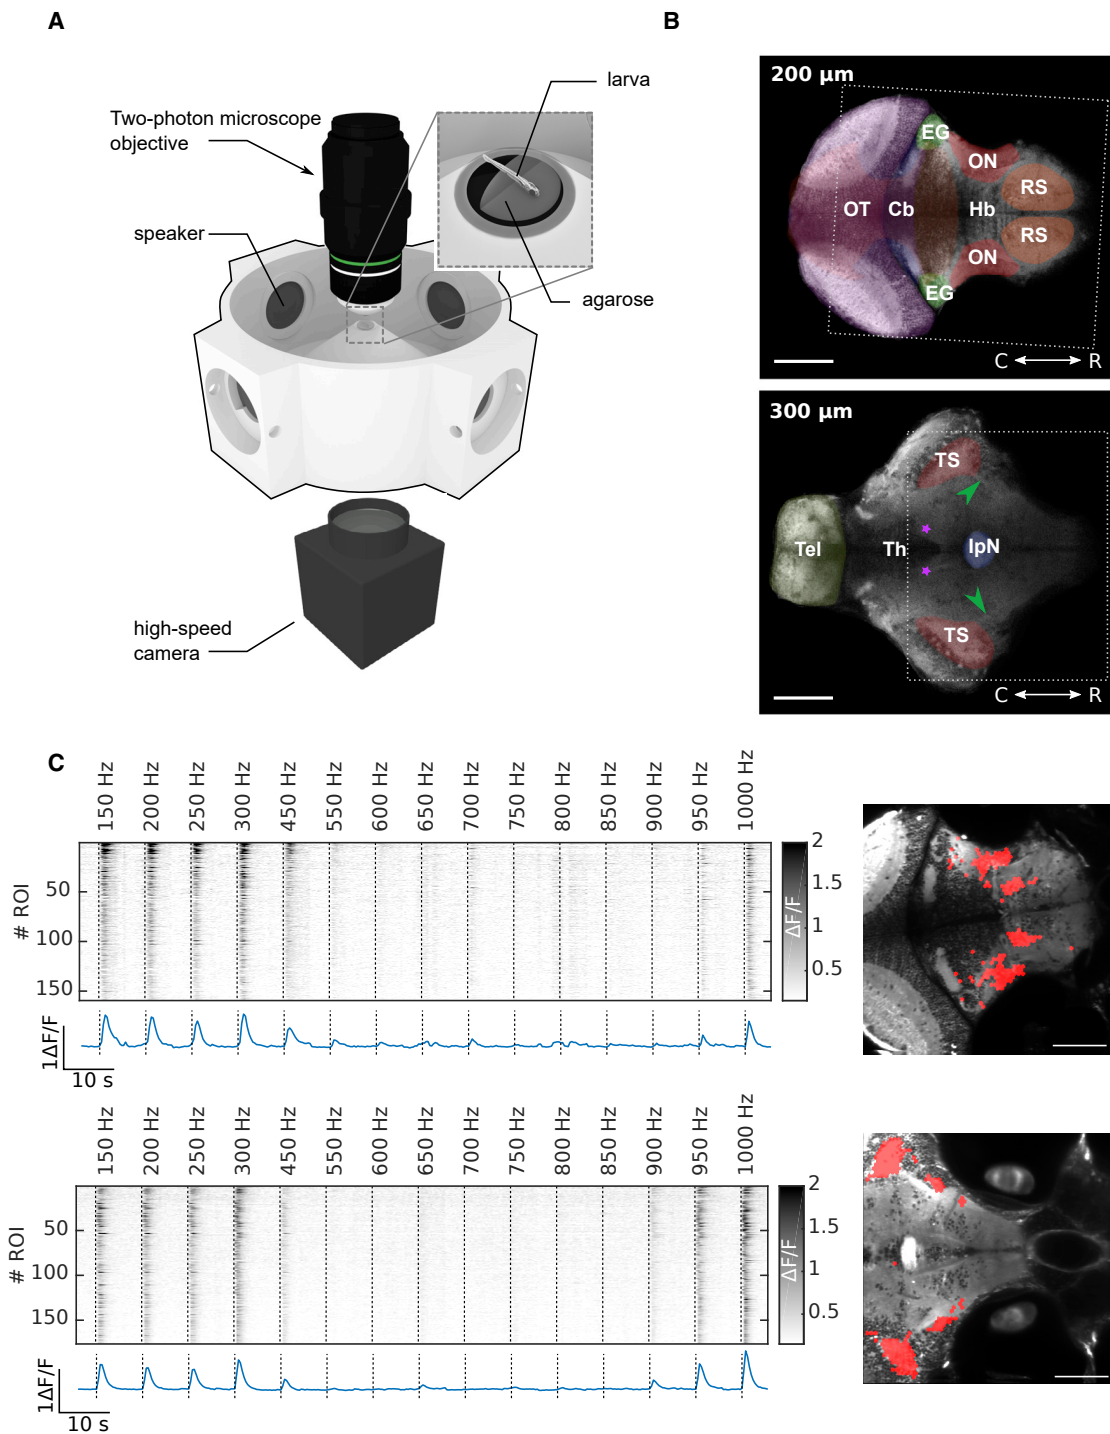 A
B
larva
Two-photon microscope
objective
speaker
agarose
high-speed
camera
200 µm
EG
ON
RS
OT Cb Hb
RS
ON
EG
C R
300 µm
TS
Tel Th IpN
TS
C R
C
150 Hz 200 Hz 250 Hz 300 Hz 450 Hz 550 Hz 600 Hz 650 Hz 700 Hz 750 Hz 800 Hz 850 Hz 900 Hz 950 Hz 1000 Hz
# ROI
50
100
150
2
1.5
1
0.5
ΔF/F
1ΔF/F
10 s
150 Hz 200 Hz 250 Hz 300 Hz 450 Hz 550 Hz 600 Hz 650 Hz 700 Hz 750 Hz 800 Hz 850 Hz 900 Hz 950 Hz 1000 Hz
# ROI
50
100
150
2
1.5
1
0.5
ΔF/F
1ΔF/F
10 s